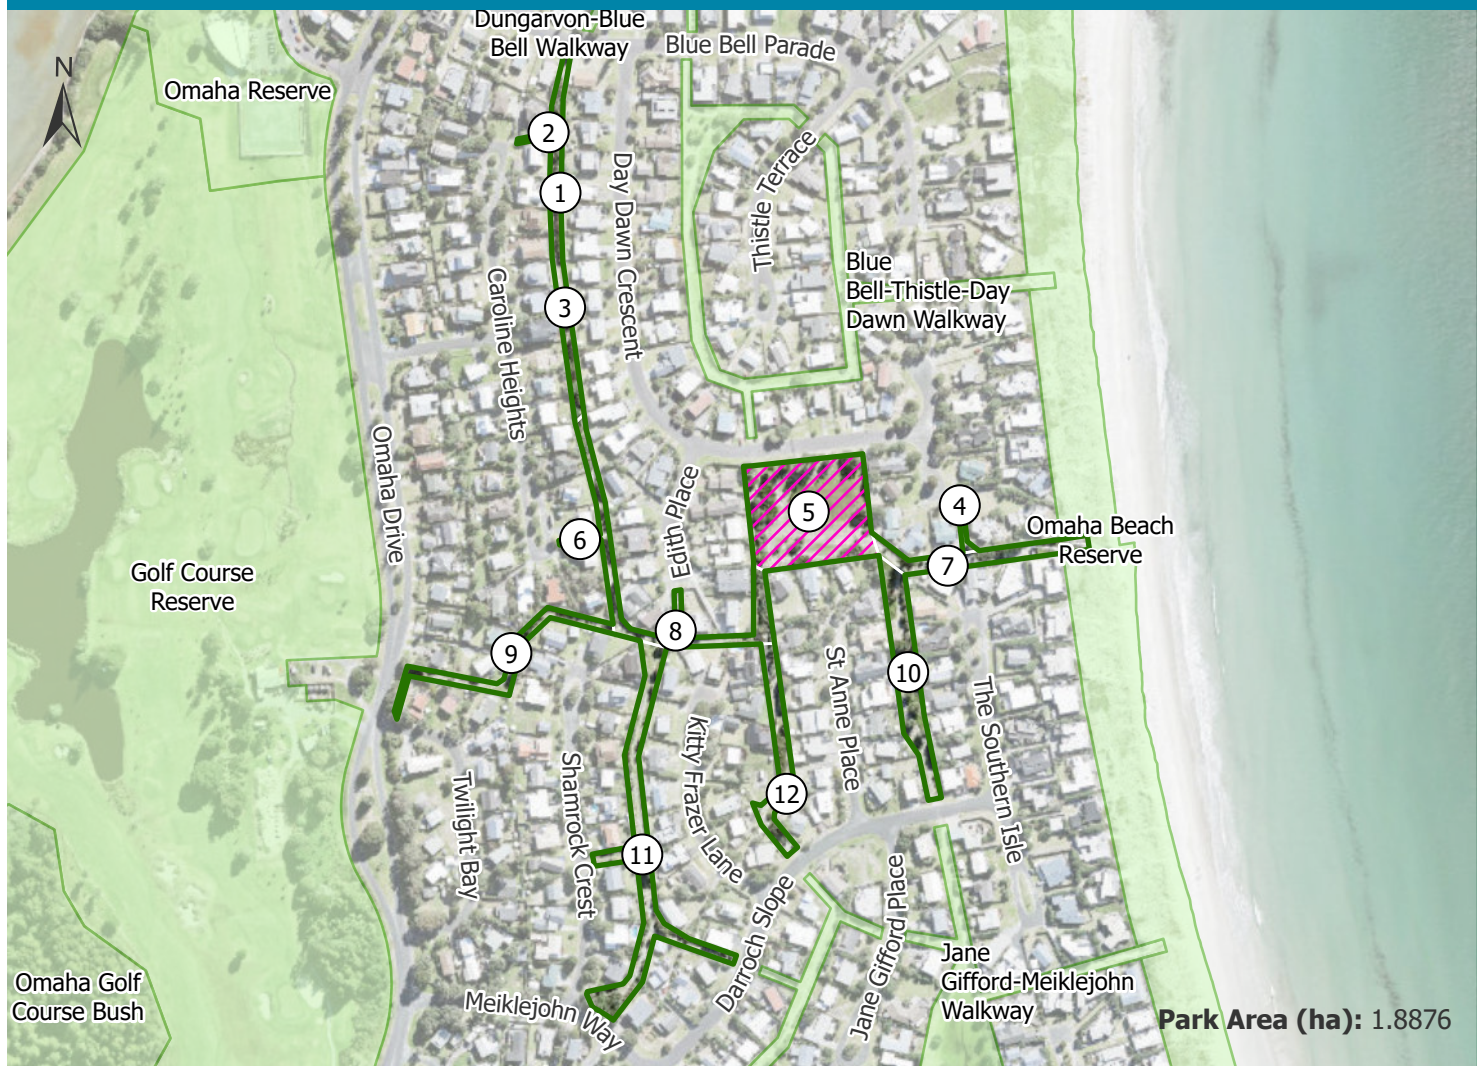 Dungarvon-Blue
Bell Walkway
Blue Bell Parade
N
Omaha Reserve
2
1
Day Dawn Crescent
Thistle Terrace
Blue
Bell-Thistle-Day
Dawn Walkway
Caroline Heights
3
Omaha Drive
Edith Place
5
4
6
Omaha Beach
Reserve
7
Golf Course
Reserve
8
9
St Anne Place
10
The Southern Isle
Kitty Frazer Lane
Twilight Bay
Shamrock Crest
12
11
Darroch Slope
Jane Gifford Place
Jane
Gifford-Meiklejohn
Walkway
Omaha Golf
Course Bush
Meiklejohn Way
Park Area (ha): 1.8876